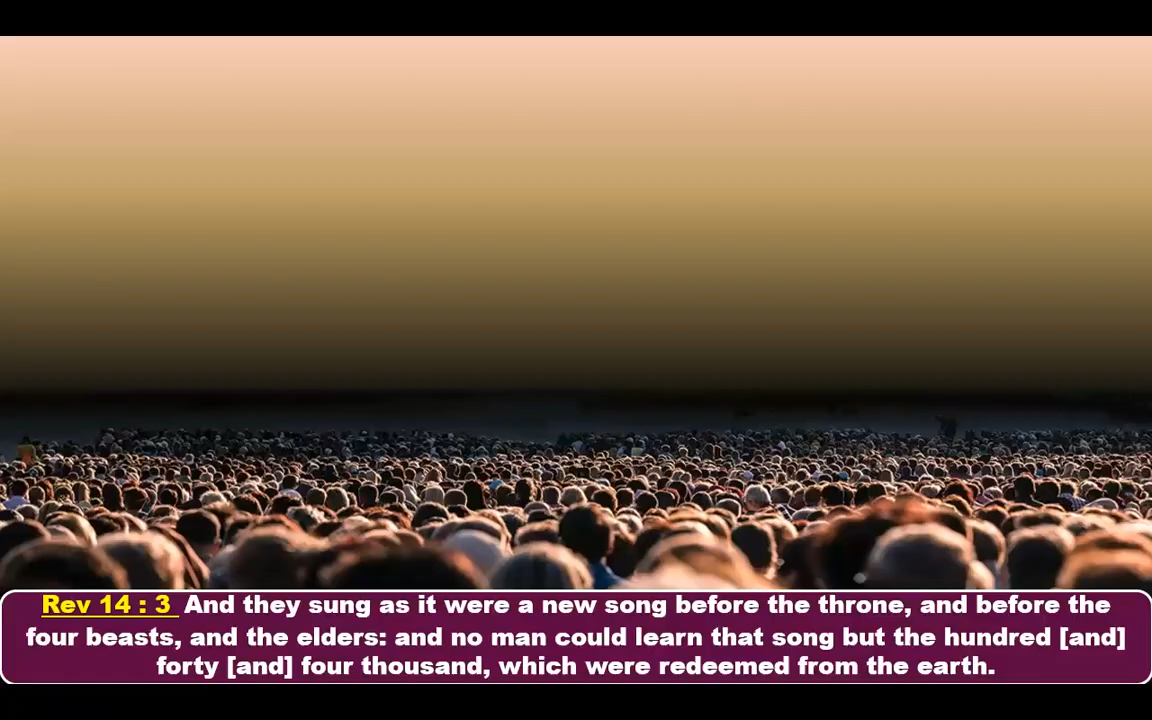 Rev 14 : 3 And they sung as it were a new song before the throne, and before the
four beasts, and the elders: and no man could learn that song but the hundred [and]
forty [and] four thousand, which were redeemed from the earth.